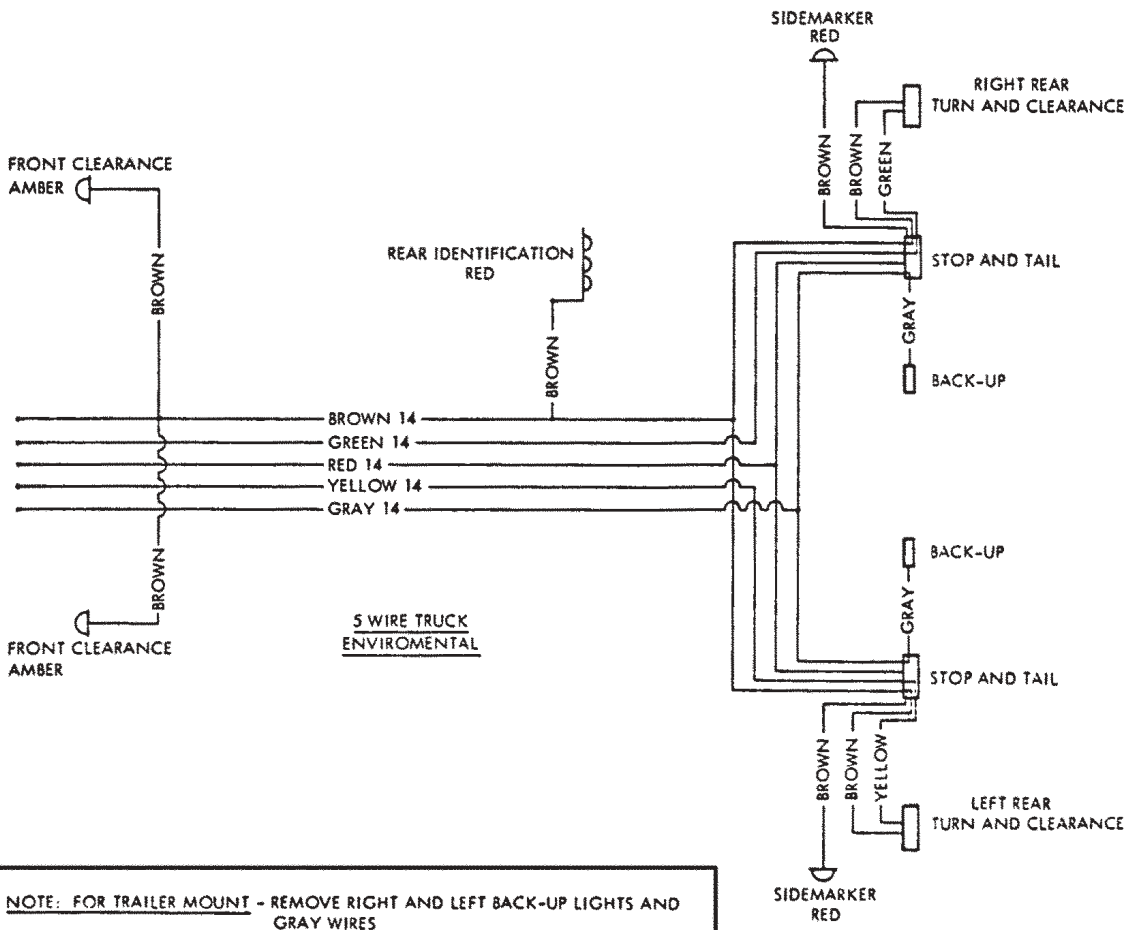 SIDEMARKER
RED
RIGHT REAR
TURN AND CLEARANCE
BROWN
BROWN
GREEN
FRONT CLEARANCE
AMBER
BROWN
REAR IDENTIFICATION
RED
BROWN
STOP AND TAIL
GRAY
BACK-UP
BROWN 14
GREEN 14
RED 14
YELLOW 14
GRAY 14
BROWN
FRONT CLEARANCE
AMBER
5 WIRE TRUCK
ENVIROMENTAL
BACK-UP
GRAY
STOP AND TAIL
BROWN
BROWN
YELLOW
LEFT REAR
TURN AND CLEARANCE
SIDEMARKER
RED
NOTE: FOR TRAILER MOUNT - REMOVE RIGHT AND LEFT BACK-UP LIGHTS AND
GRAY WIRES